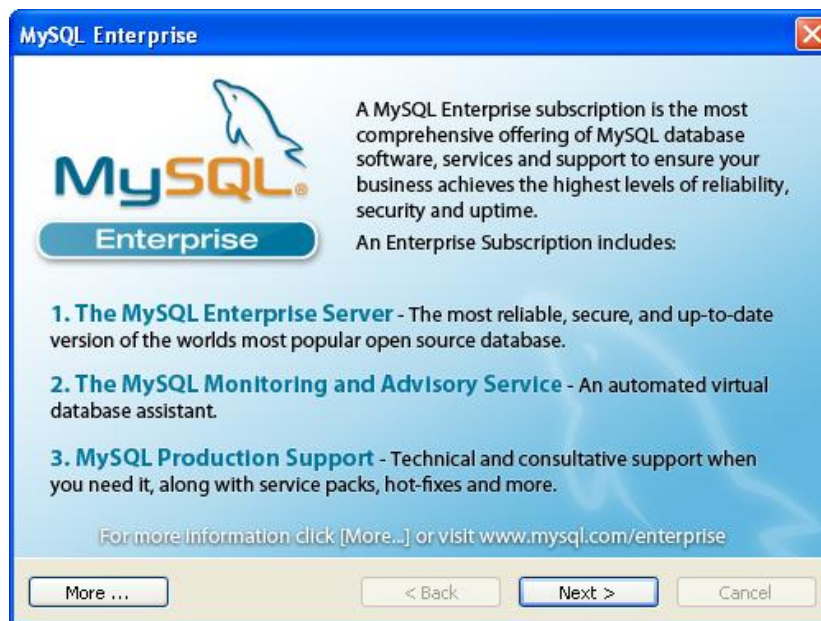 MySQL Enterprise
MySQL®
Enterprise
A MySQL Enterprise subscription is the most
comprehensive offering of MySQL database
software, services and support to ensure your
business achieves the highest levels of reliability,
security and uptime.
An Enterprise Subscription includes:
1. The MySQL Enterprise Server - The most reliable, secure, and up-to-date
version of the worlds most popular open source database.
2. The MySQL Monitoring and Advisory Service - An automated virtual
database assistant.
3. MySQL Production Support - Technical and consultative support when
you need it, along with service packs, hot-fixes and more.
For more information click [More...] or visit www.mysql.com/enterprise
More ...
< Back
Next >
Cancel